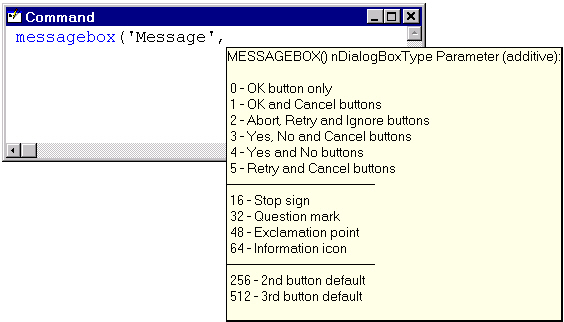 Command
messagebox('Message',
MESSAGEBOX() nDialogBoxType Parameter (additive):
0 - OK button only
1 - OK and Cancel buttons
2 - Abort, Retry and Ignore buttons
3 - Yes, No and Cancel buttons
4 - Yes and No buttons
5 - Retry and Cancel buttons
16 - Stop sign
32 - Question mark
48 - Exclamation point
64 - Information icon
256 - 2nd button default
512 - 3rd button default